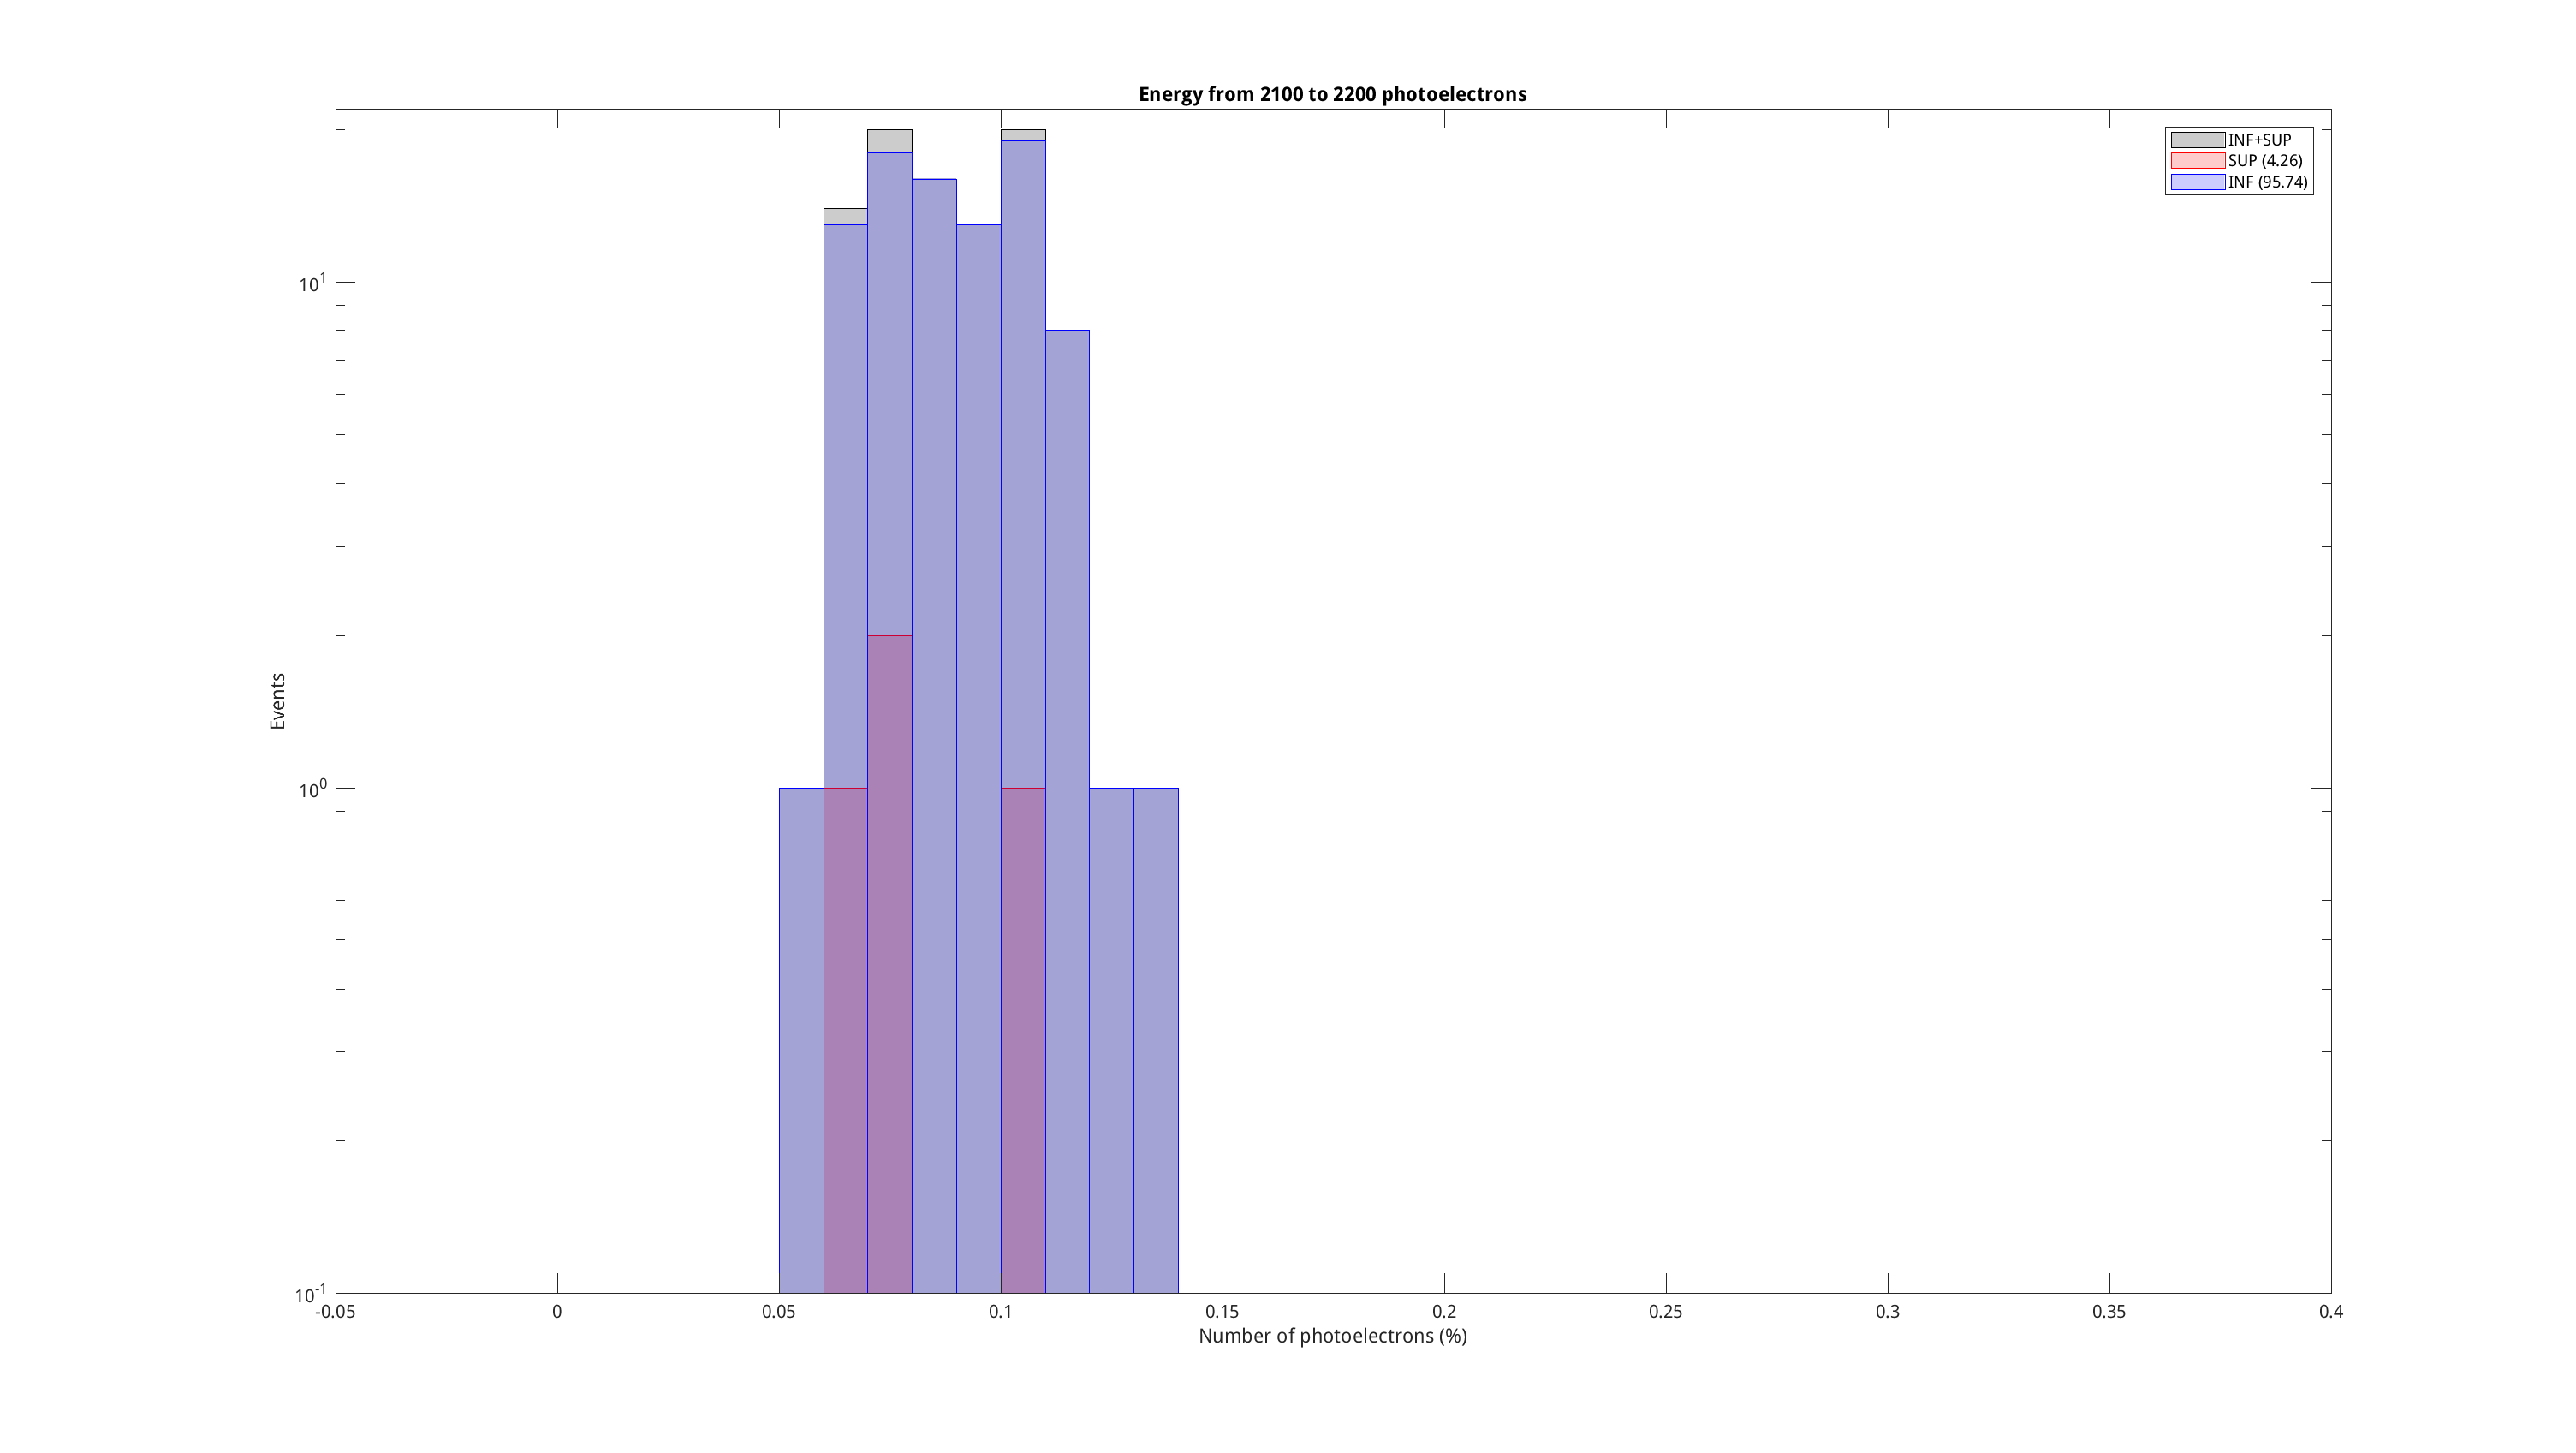 Energy from 2100 to 2200 photoelectrons
INF+SUP
SUP (4.26)
INF (95.74)
10^1
10^0
10^-1
Events
-0.05 0 0.05 0.1 0.15 0.2 0.25 0.3 0.35 0.4
Number of photoelectrons (%)